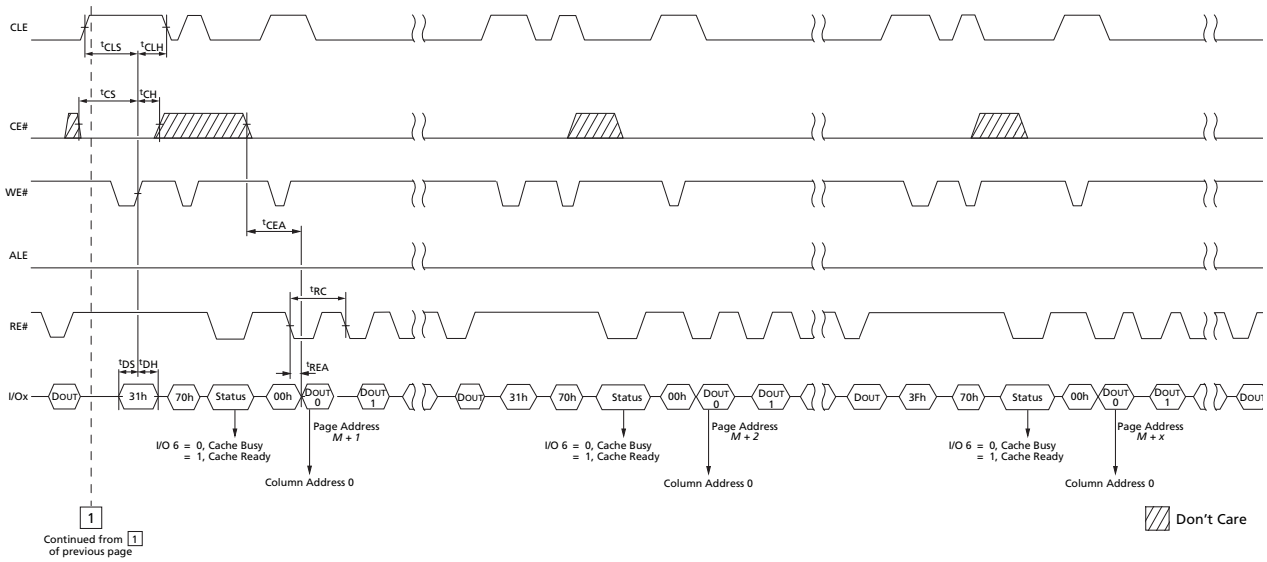 CLE
tCLS tCLH
tCS tCH
CE#
WE#
tCEA
ALE
tRC
RE#
tDS tDH
tREA
I/Ox
DOUT 31h 70h Status 00h DOUT 0 DOUT 1 DOUT 31h 70h Status 00h DOUT 0 DOUT 1 DOUT 3Fh 70h Status 00h DOUT 0 DOUT 1 DOUT
Page Address
M + 1
I/O 6 = 0, Cache Busy
= 1, Cache Ready
Column Address 0
Page Address
M + 2
I/O 6 = 0, Cache Busy
= 1, Cache Ready
Column Address 0
Page Address
M + x
I/O 6 = 0, Cache Busy
= 1, Cache Ready
Column Address 0
1
Continued from 1
of previous page
Don't Care